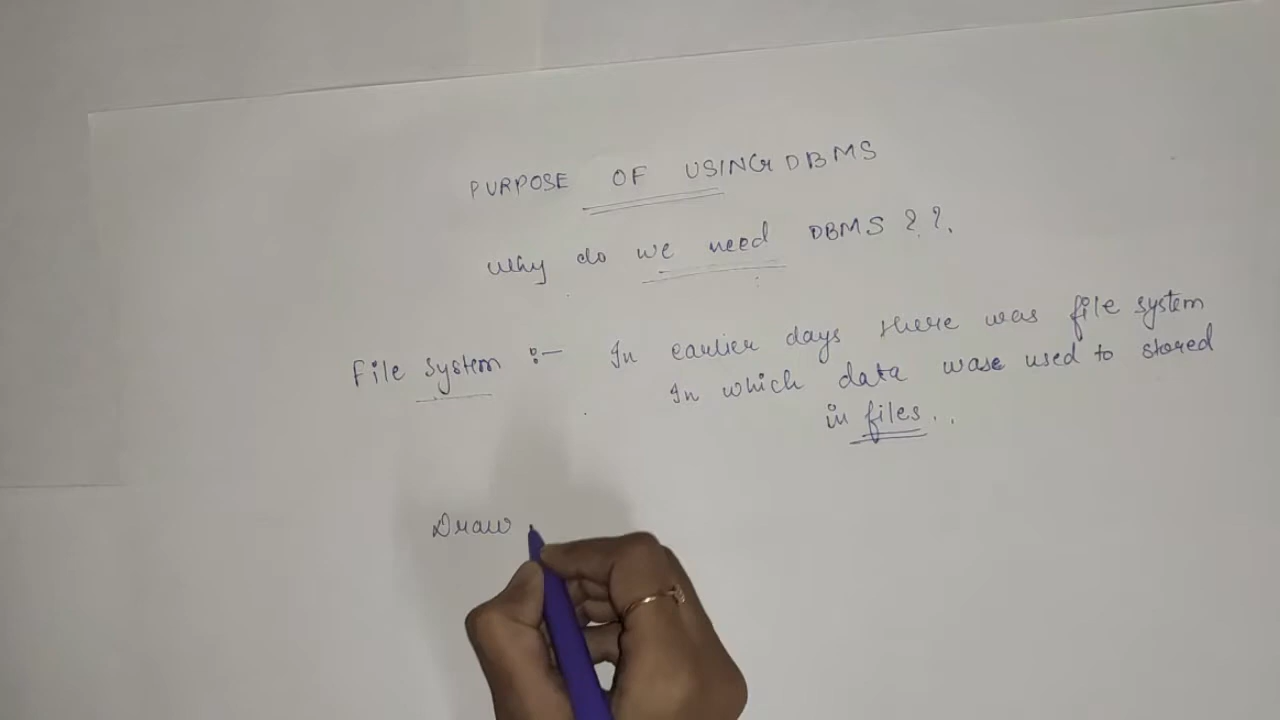 PURPOSE OF USING DBMS
Why do we need DBMS ??.
File system :- In earlier days there was file system
In which data wase used to stored
in files..
Draw